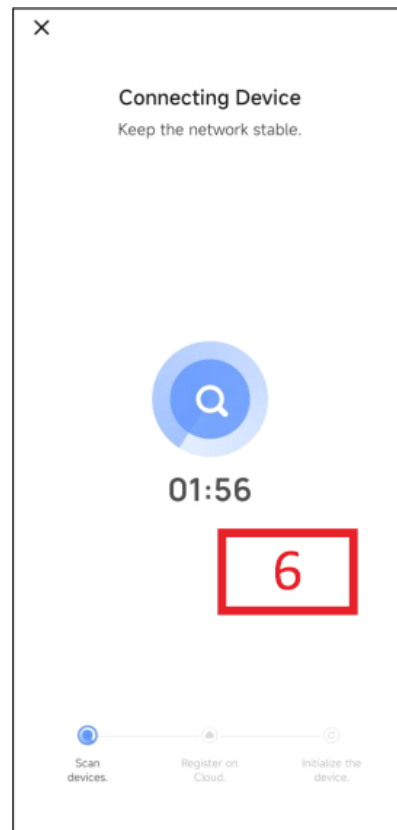 Connecting Device
Keep the network stable.
01:56
6
Scan
devices.
Register on
Cloud.
Initialize the
device.